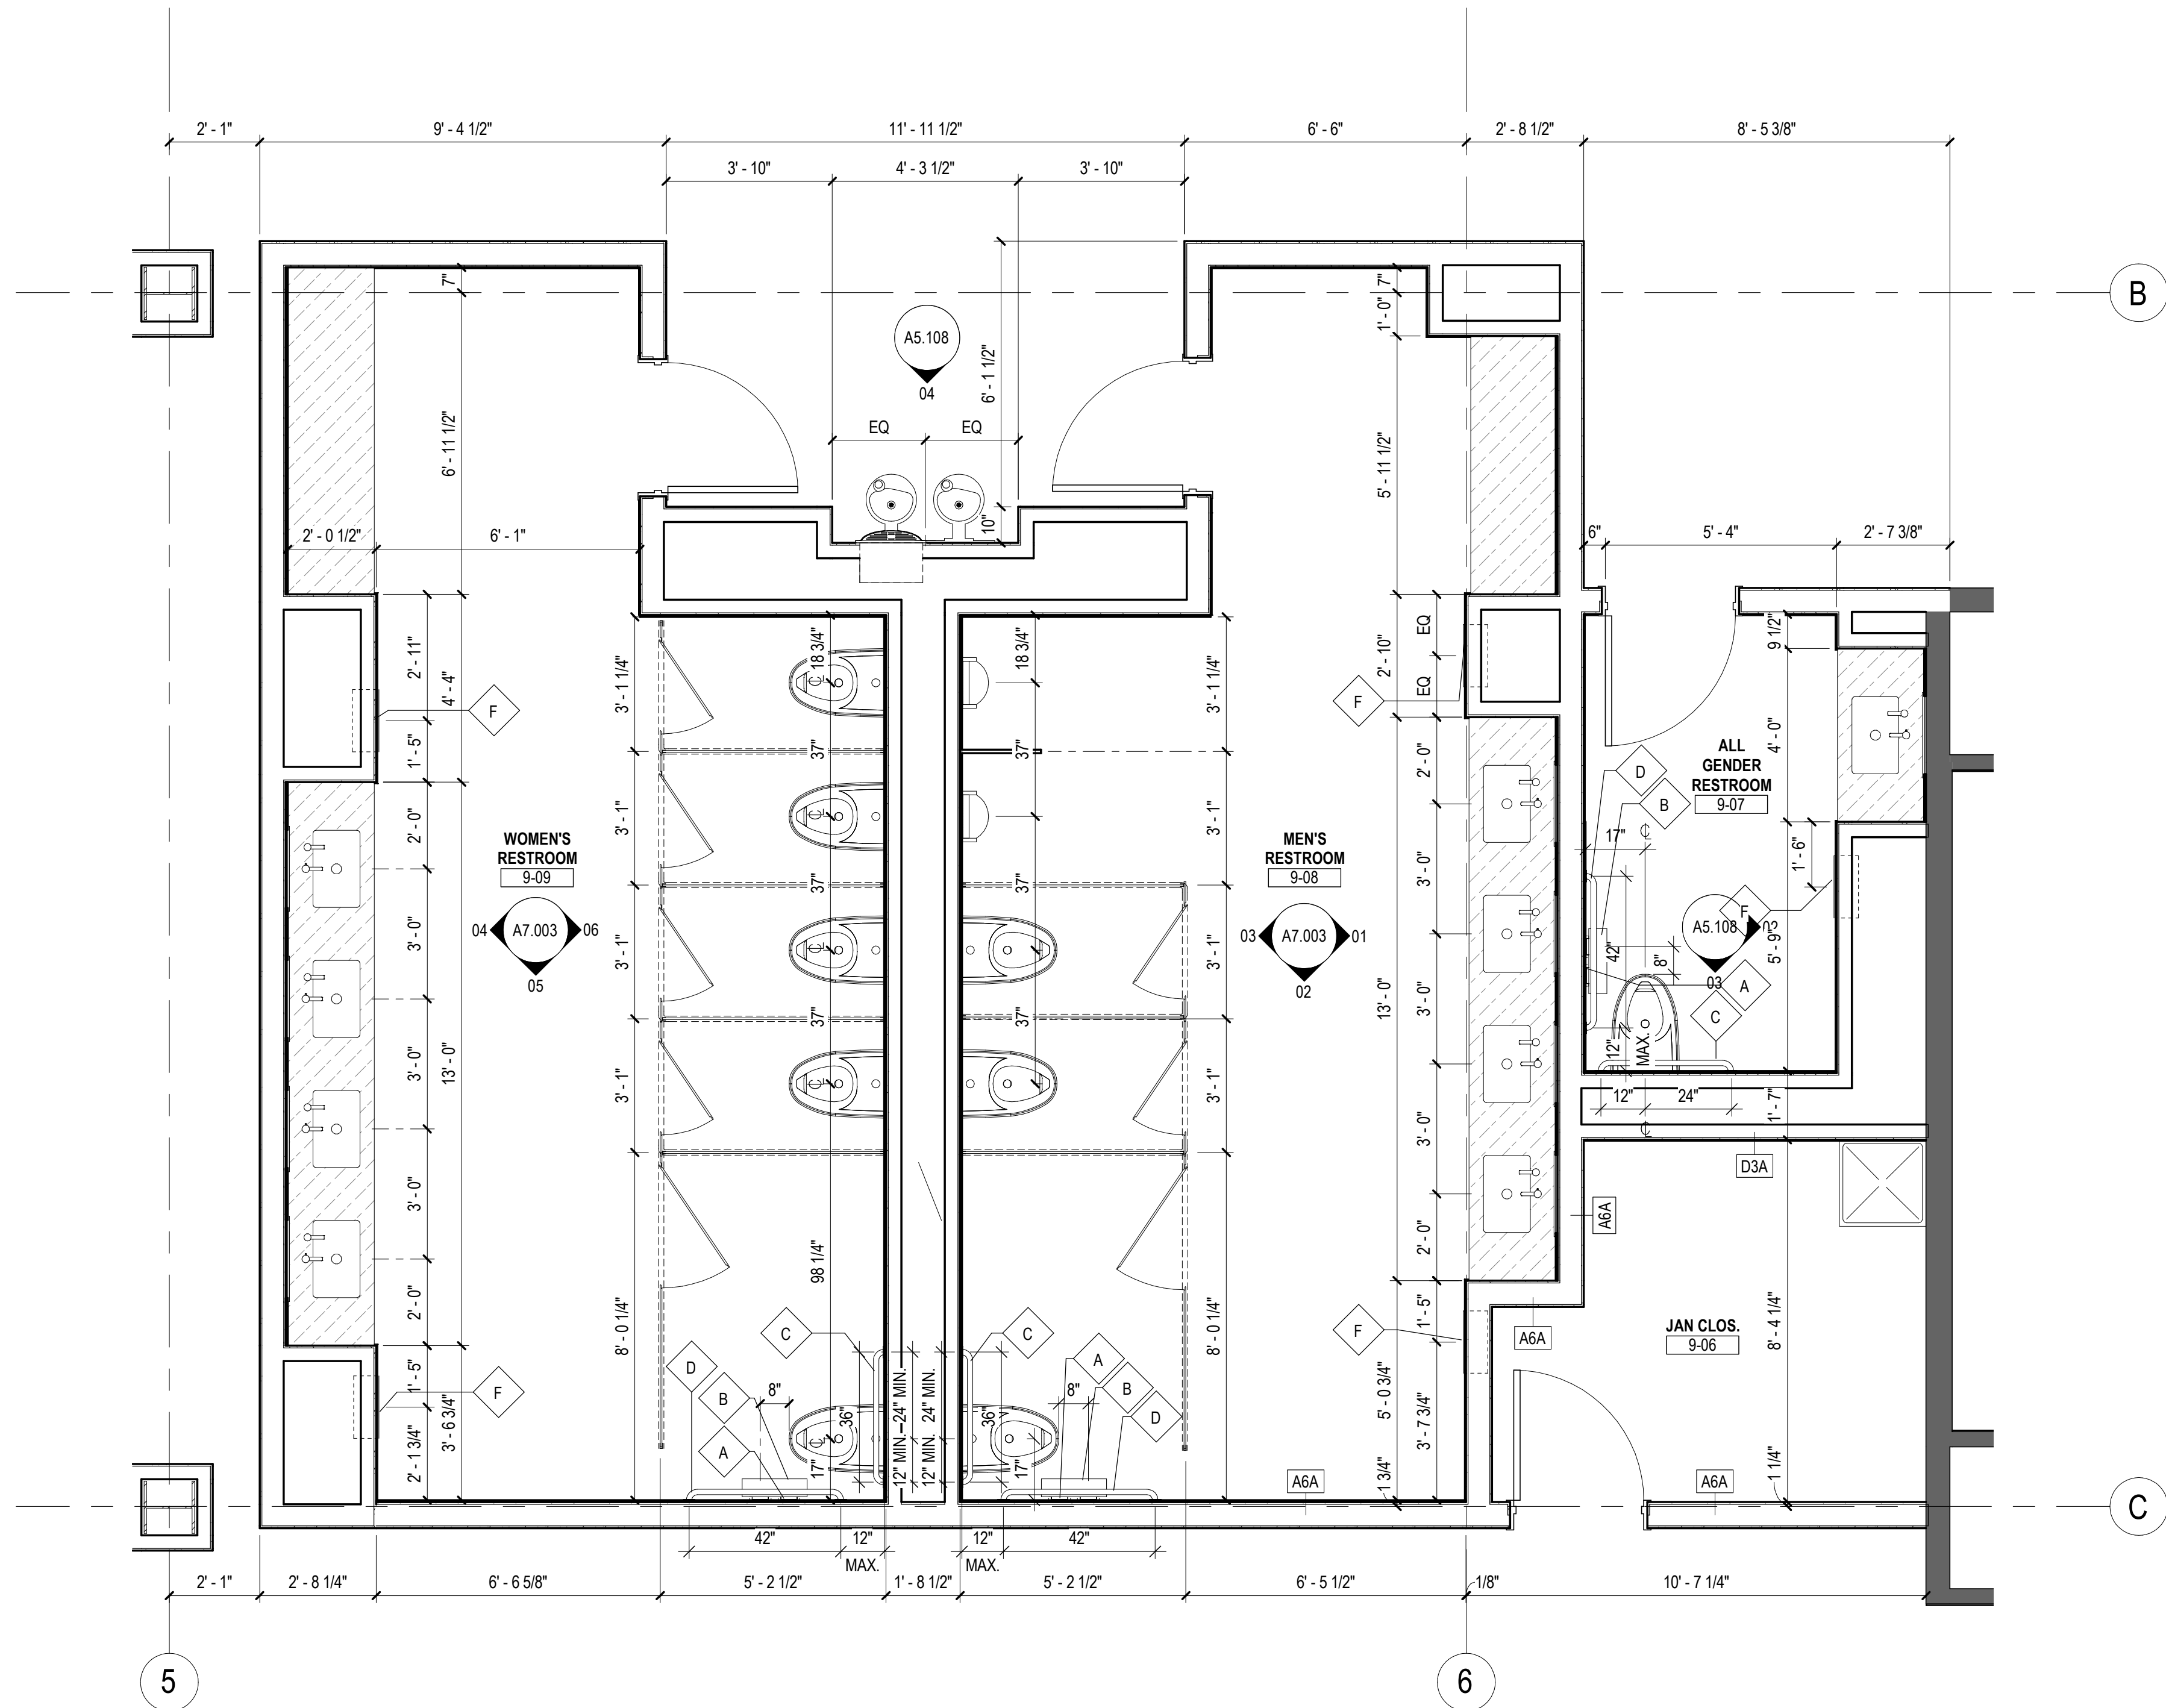 2' - 1"
9' - 4 1/2"
11' - 11 1/2"
6' - 6"
2' - 8 1/2"
8' - 5 3/8"
3' - 10"
4' - 3 1/2"
3' - 10"
B
7"
7"
1' - 0"
A5.108
04
6' - 1 1/2"
EQ
EQ
6' - 11 1/2"
5' - 11 1/2"
10"
2' - 0 1/2"
6' - 1"
6"
5' - 4"
2' - 7 3/8"
2' - 11"
4' - 4"
1' - 5"
F
3' - 1 1/4"
18 3/4"
18 3/4"
3' - 1 1/4"
2' - 10"
EQ
EQ
F
9 1/2"
4' - 0"
℄
37"
37"
3' - 1"
3' - 1"
℄
37"
37"
3' - 1"
3' - 1"
℄
37"
37"
3' - 1"
3' - 1"
℄
ALL
GENDER
RESTROOM
9-07
D
B
17"
℄
1' - 6"
F
A5.108
02
03
5' - 9"
42"
8"
A
C
12"
MAX.
12"
24"
℄
1' - 7"
D3A
WOMEN'S
RESTROOM
9-09
04
A7.003
06
05
MEN'S
RESTROOM
9-08
03
A7.003
01
02
2' - 0"
3' - 0"
3' - 0"
3' - 0"
2' - 0"
13' - 0"
2' - 0"
3' - 0"
3' - 0"
3' - 0"
2' - 0"
13' - 0"
A6A
A6A
JAN CLOS.
9-06
8' - 4 1/4"
1 1/4"
A6A
98 1/4"
8' - 0 1/4"
8' - 0 1/4"
C
C
D
B
A
8"
℄
36"
17"
24" MIN.
12" MIN.
24" MIN.
12" MIN.
36"
17"
8"
A
B
D
F
1' - 5"
2' - 1 3/4"
3' - 6 3/4"
F
F
1' - 5"
3' - 7 3/4"
5' - 0 3/4"
1 3/4"
A6A
C
42"
12"
MAX.
12"
MAX.
42"
2' - 1"
2' - 8 1/4"
6' - 6 5/8"
5' - 2 1/2"
1' - 8 1/2"
5' - 2 1/2"
6' - 5 1/2"
1/8"
10' - 7 1/4"
5
6